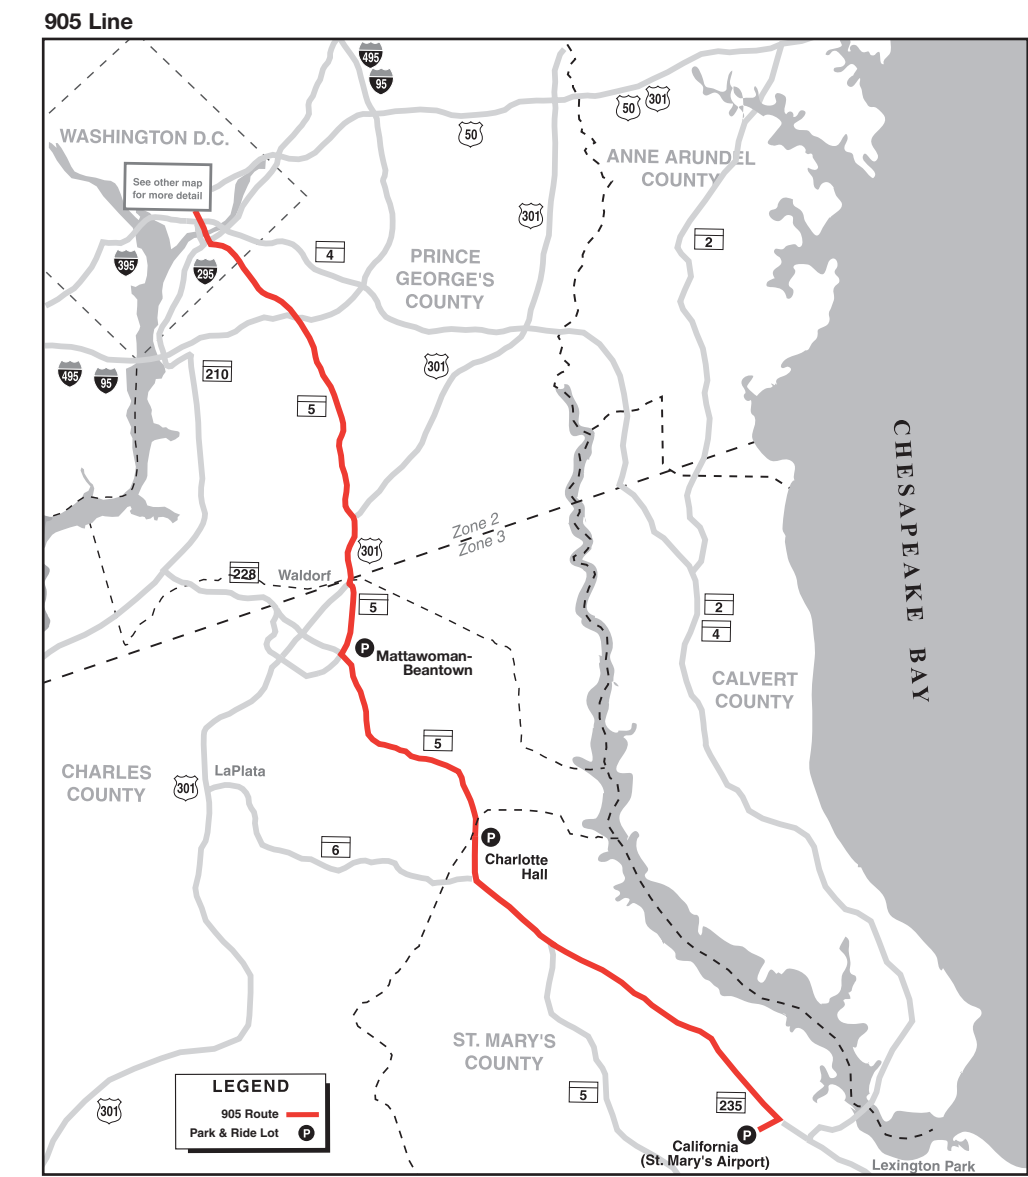 905 Line
495
95
WASHINGTON D.C.
50
50
301
ANNE ARUNDEL
COUNTY
See other map
for more detail
301
2
4
395
295
PRINCE
GEORGE'S
COUNTY
301
495
95
210
5
CHESAPEAKE BAY
Zone 2
Zone 3
301
228
Waldorf
5
2
4
P
Mattawoman-
Beantown
CALVERT
COUNTY
5
CHARLES
COUNTY
LaPlata
301
P
Charlotte
Hall
6
ST. MARY'S
COUNTY
LEGEND
905 Route
Park & Ride Lot P
301
5
235
P
California
(St. Mary's Airport)
Lexington Park